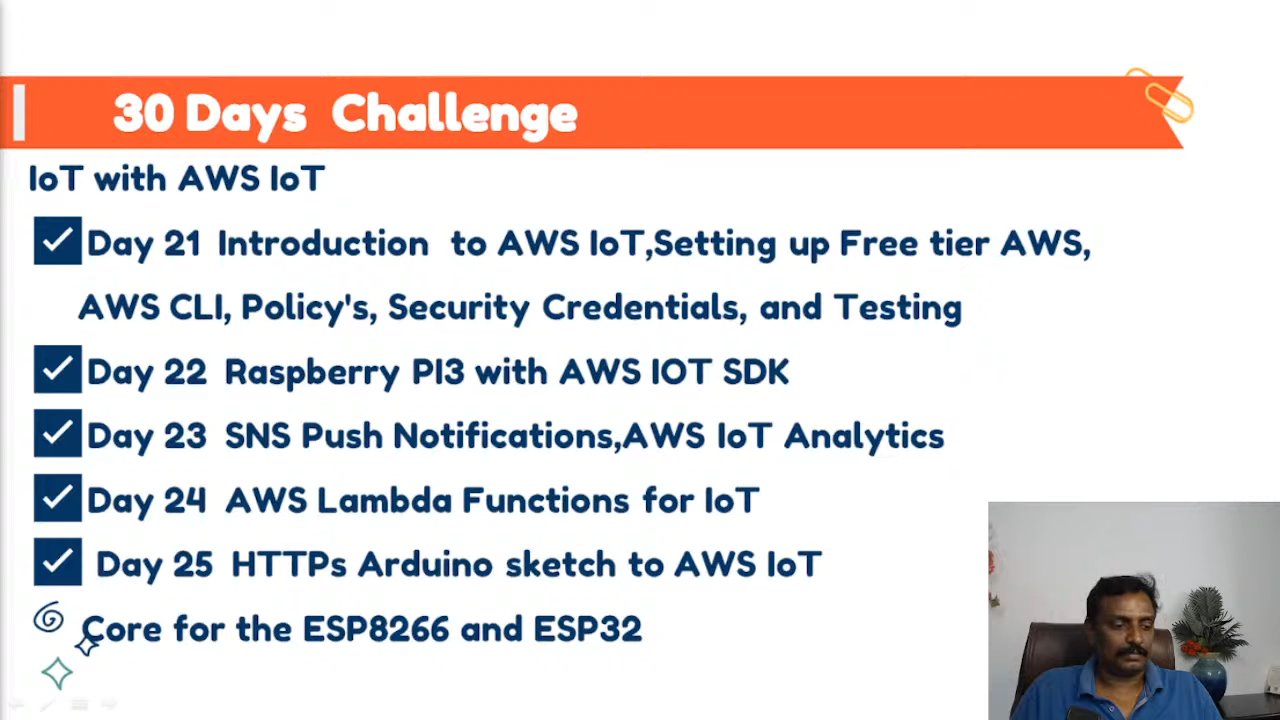 30 Days Challenge
IoT with AWS IoT
Day 21 Introduction to AWS IoT,Setting up Free tier AWS,
AWS CLI, Policy's, Security Credentials, and Testing
Day 22 Raspberry PI3 with AWS IOT SDK
Day 23 SNS Push Notifications,AWS IoT Analytics
Day 24 AWS Lambda Functions for IoT
Day 25 HTTPs Arduino sketch to AWS IoT
Core for the ESP8266 and ESP32